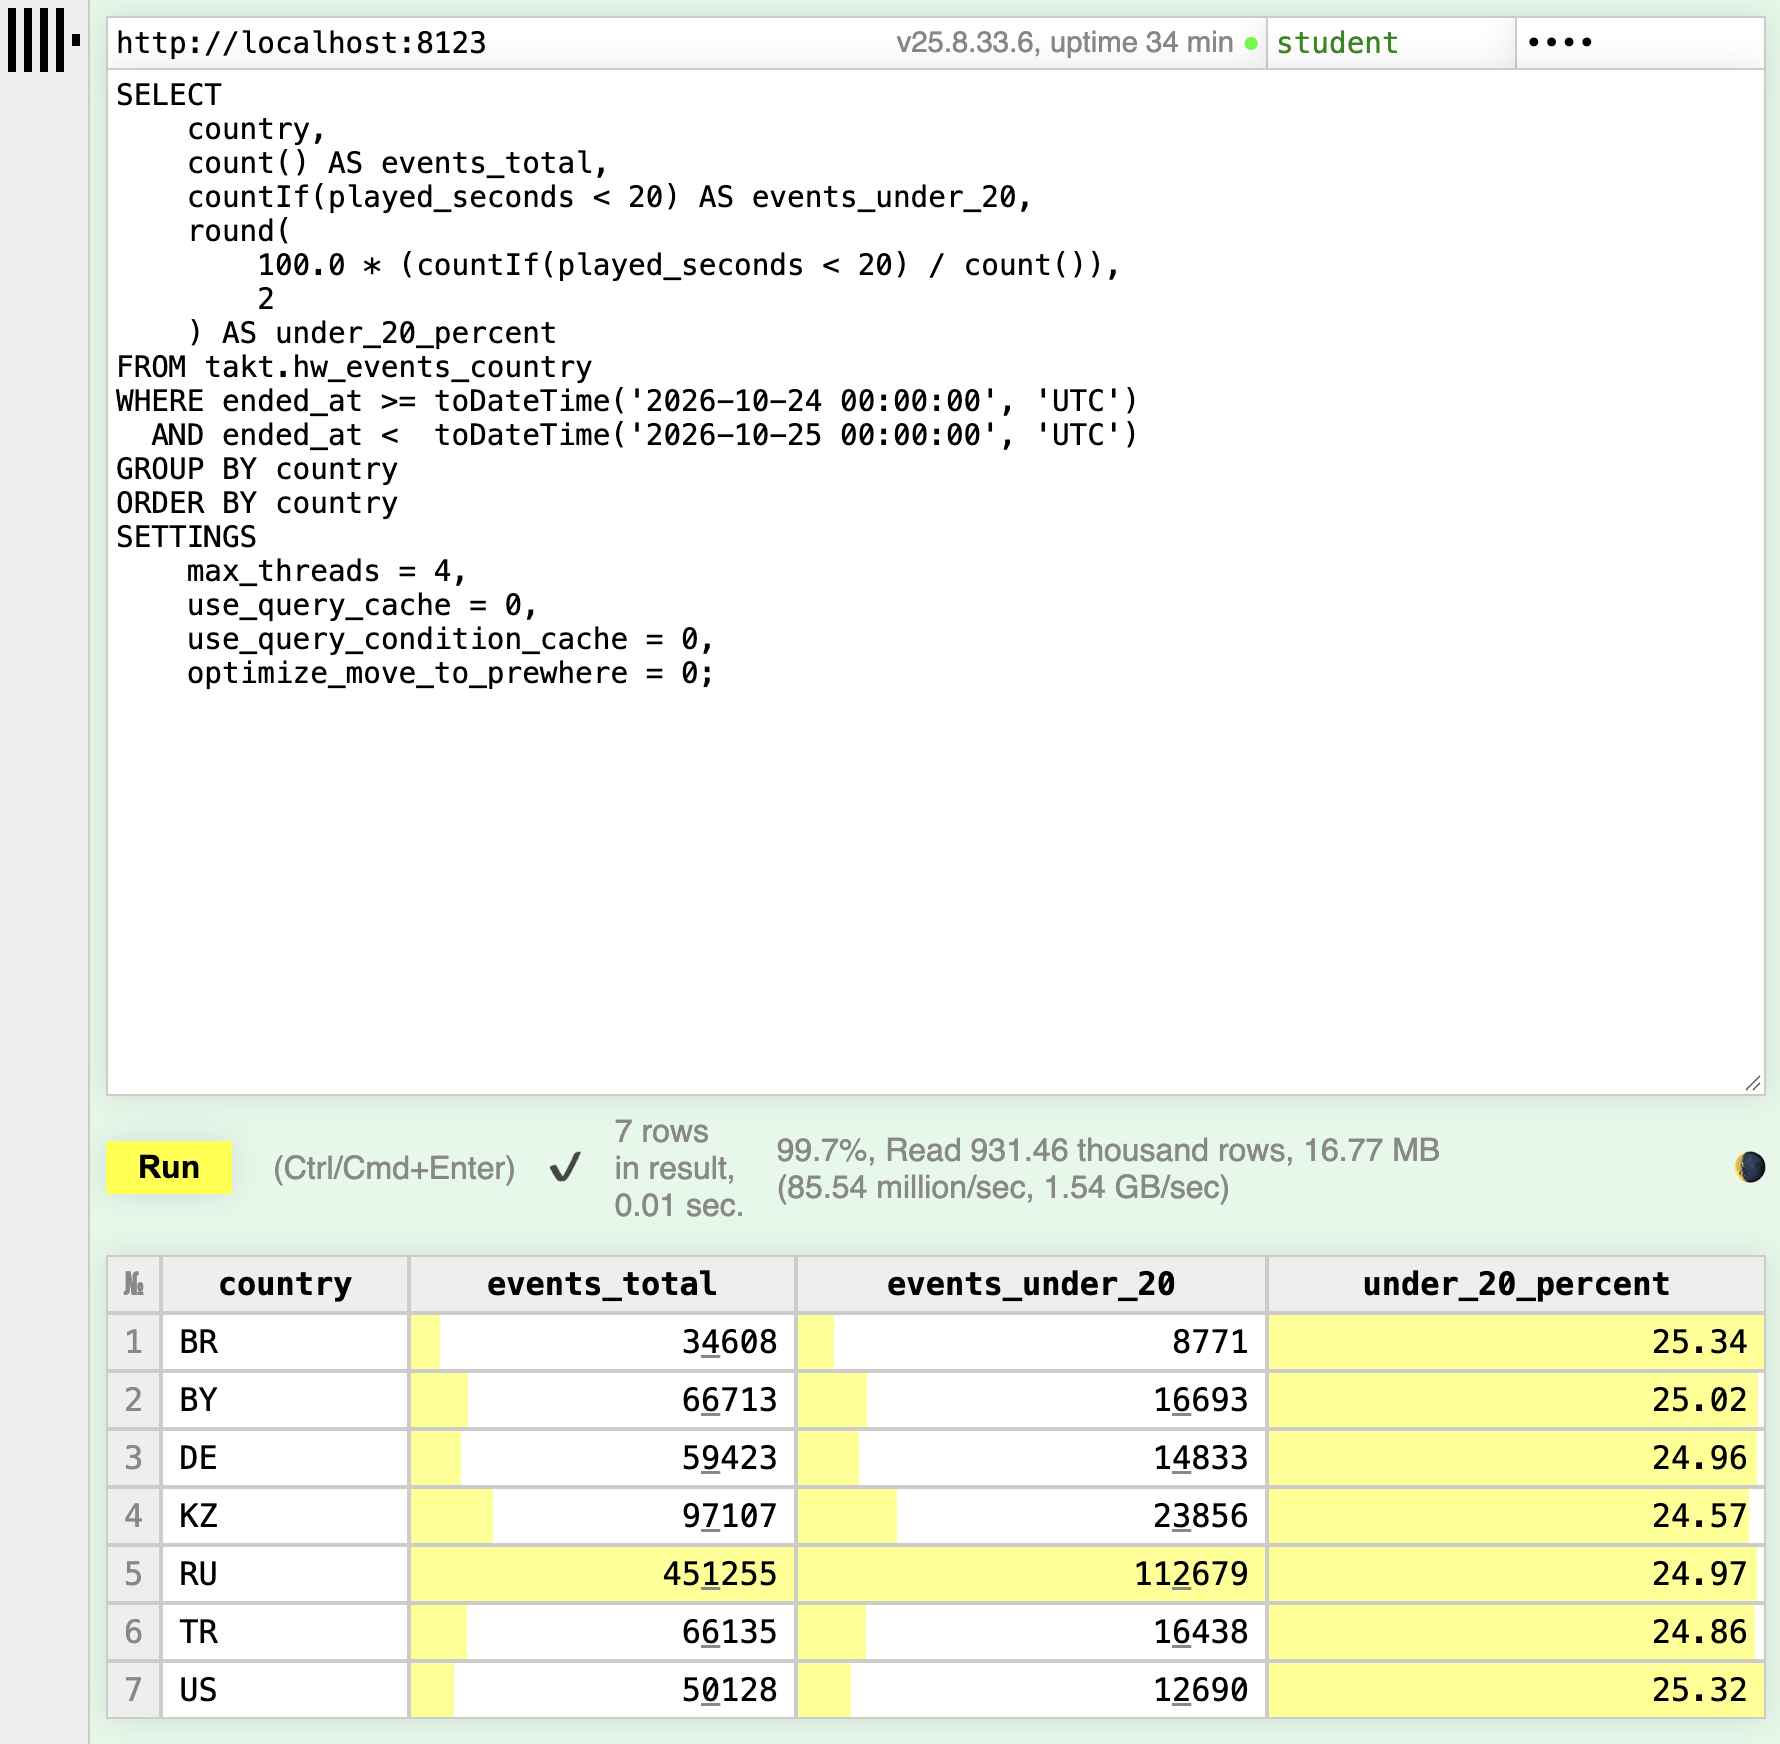 http://localhost:8123 v25.8.33.6, uptime 34 min student ••••
SELECT
    country,
    count() AS events_total,
    countIf(played_seconds < 20) AS events_under_20,
    round(
        100.0 * (countIf(played_seconds < 20) / count()),
        2
    ) AS under_20_percent
FROM takt.hw_events_country
WHERE ended_at >= toDateTime('2026-10-24 00:00:00', 'UTC')
  AND ended_at <  toDateTime('2026-10-25 00:00:00', 'UTC')
GROUP BY country
ORDER BY country
SETTINGS
    max_threads = 4,
    use_query_cache = 0,
    use_query_condition_cache = 0,
    optimize_move_to_prewhere = 0;
Run (Ctrl/Cmd+Enter) ✔
7 rows
in result,
0.01 sec.
99.7%, Read 931.46 thousand rows, 16.77 MB
(85.54 million/sec, 1.54 GB/sec)
№ country events_total events_under_20 under_20_percent
1 BR 34608 8771 25.34
2 BY 66713 16693 25.02
3 DE 59423 14833 24.96
4 KZ 97107 23856 24.57
5 RU 451255 112679 24.97
6 TR 66135 16438 24.86
7 US 50128 12690 25.32